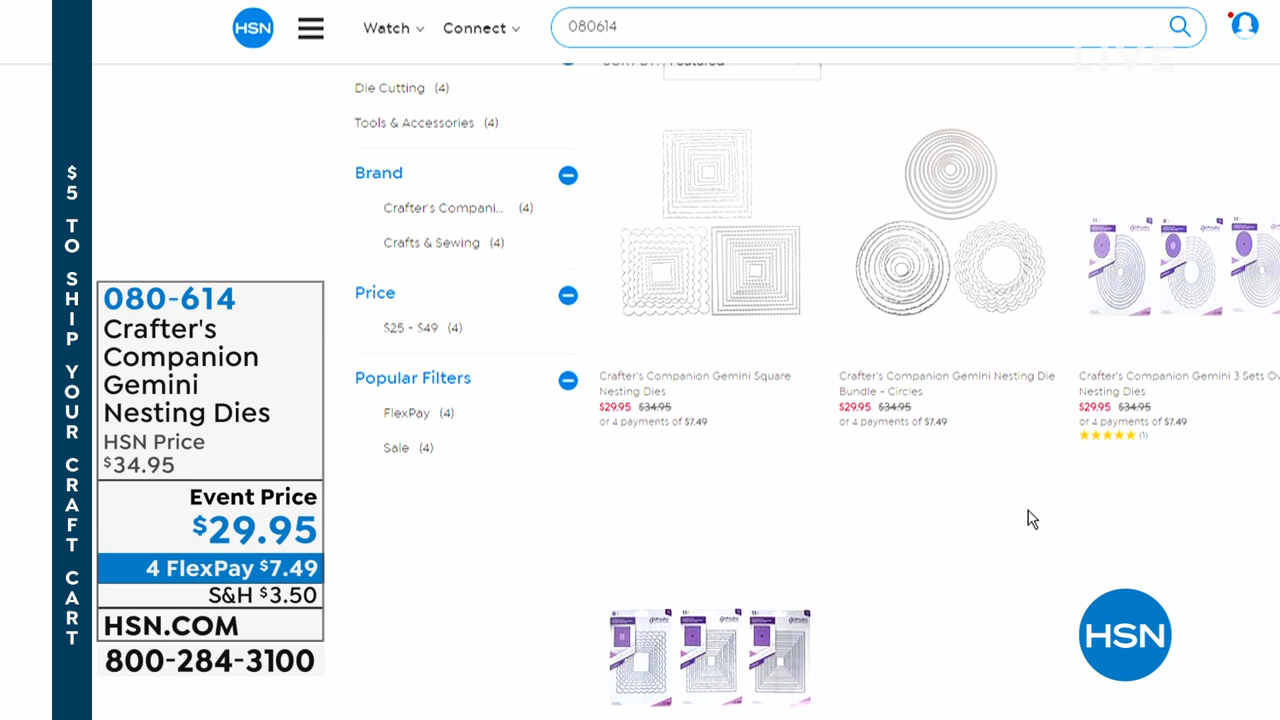 $5 TO SHIP YOUR CRAFT CART
HSN
Watch
Connect
080614
LIVE
Featured
Die Cutting (4)
Tools & Accessories (4)
Brand
Crafter's Compani... (4)
Crafts & Sewing (4)
Price
$25 - $49 (4)
Popular Filters
FlexPay (4)
Sale (4)
080-614
Crafter's
Companion
Gemini
Nesting Dies
HSN Price
$34.95
Event Price
$29.95
4 FlexPay $7.49
S&H $3.50
HSN.COM
800-284-3100
Crafter's Companion Gemini Square
Nesting Dies
$29.95 $34.95
or 4 payments of $7.49
Crafter's Companion Gemini Nesting Die
Bundle - Circles
$29.95 $34.95
or 4 payments of $7.49
Crafter's Companion Gemini 3 Sets Ov
Nesting Dies
$29.95 $34.95
or 4 payments of $7.49
(1)
HSN